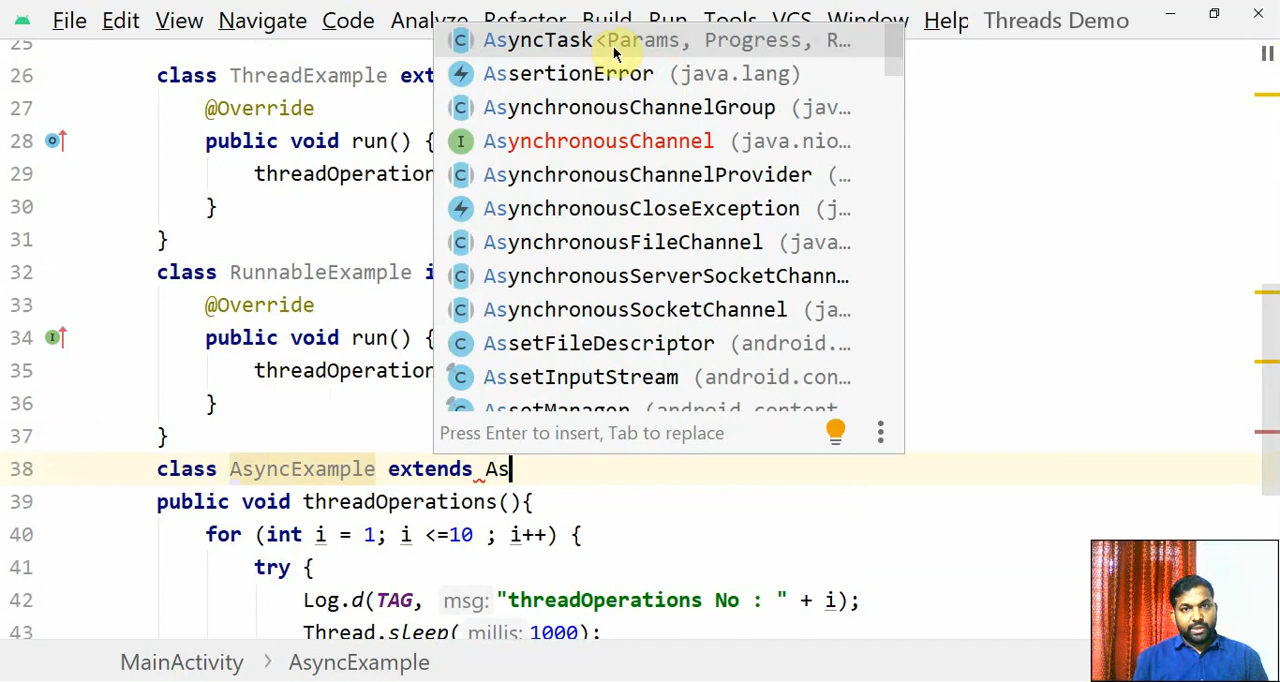 File Edit View Navigate Code Analyze Refactor Build Run Tools VCS Window Help Threads Demo
25
26 class ThreadExample ext
27 @Override
28 public void run() {
29 threadOperation
30 }
31 }
32 class RunnableExample i
33 @Override
34 public void run() {
35 threadOperation
36 }
37 }
38 class AsyncExample extends As
39 public void threadOperations(){
40 for (int i = 1; i <=10 ; i++) {
41 try {
42 Log.d(TAG, msg: "threadOperations No : " + i);
43 Thread.sleep( millis: 1000);
AsyncTask<Params, Progress, R…
AssertionError (java.lang)
AsynchronousChannelGroup (jav…
AsynchronousChannel (java.nio…
AsynchronousChannelProvider (…
AsynchronousCloseException (j…
AsynchronousFileChannel (java…
AsynchronousServerSocketChann…
AsynchronousSocketChannel (ja…
AssetFileDescriptor (android.…
AssetInputStream (android.con…
AssetManager (android.content
Press Enter to insert, Tab to replace
MainActivity > AsyncExample